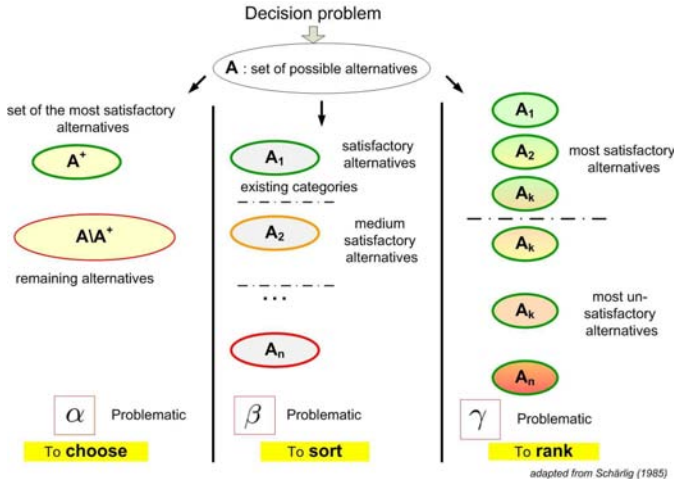 Decision problem
A : set of possible alternatives
set of the most satisfactory
alternatives
A+
A\A+
remaining alternatives
α Problematic
To choose
A1
satisfactory
alternatives
existing categories
A2
medium
satisfactory
alternatives
...
An
β Problematic
To sort
A1
A2
most satisfactory
alternatives
Ak
Ak
Ak
most un-
satisfactory
alternatives
An
γ Problematic
To rank
adapted from Schärlig (1985)